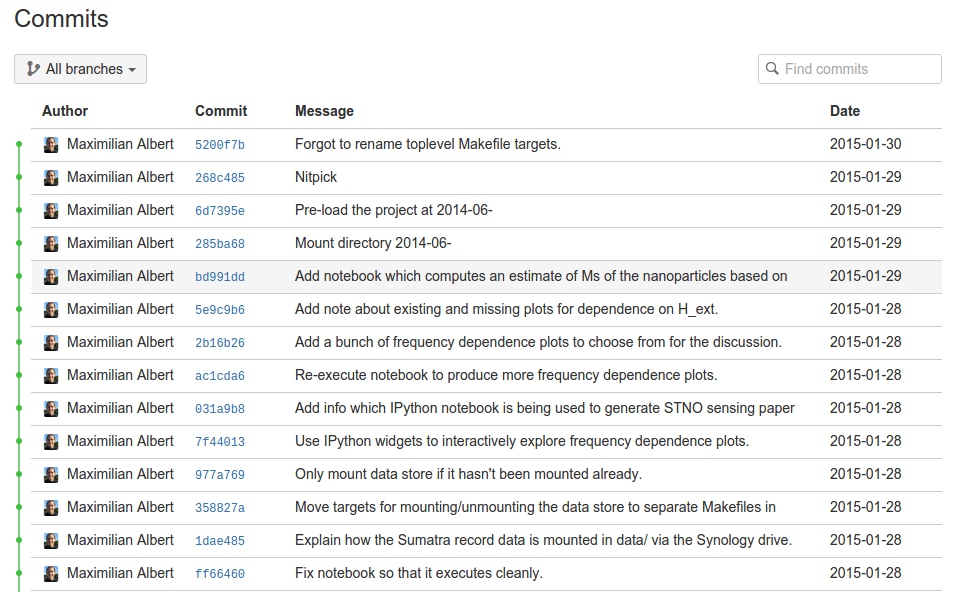 Commits
All branches
Find commits
Author Commit Message Date
Maximilian Albert 5200f7b Forgot to rename toplevel Makefile targets. 2015-01-30
Maximilian Albert 268c485 Nitpick 2015-01-29
Maximilian Albert 6d7395e Pre-load the project at 2014-06- 2015-01-29
Maximilian Albert 285ba68 Mount directory 2014-06- 2015-01-29
Maximilian Albert bd991dd Add notebook which computes an estimate of Ms of the nanoparticles based on 2015-01-29
Maximilian Albert 5e9c9b6 Add note about existing and missing plots for dependence on H_ext. 2015-01-28
Maximilian Albert 2b16b26 Add a bunch of frequency dependence plots to choose from for the discussion. 2015-01-28
Maximilian Albert ac1cda6 Re-execute notebook to produce more frequency dependence plots. 2015-01-28
Maximilian Albert 031a9b8 Add info which IPython notebook is being used to generate STNO sensing paper 2015-01-28
Maximilian Albert 7f44013 Use IPython widgets to interactively explore frequency dependence plots. 2015-01-28
Maximilian Albert 977a769 Only mount data store if it hasn't been mounted already. 2015-01-28
Maximilian Albert 358827a Move targets for mounting/unmounting the data store to separate Makefiles in 2015-01-28
Maximilian Albert 1dae485 Explain how the Sumatra record data is mounted in data/ via the Synology drive. 2015-01-28
Maximilian Albert ff66460 Fix notebook so that it executes cleanly. 2015-01-28